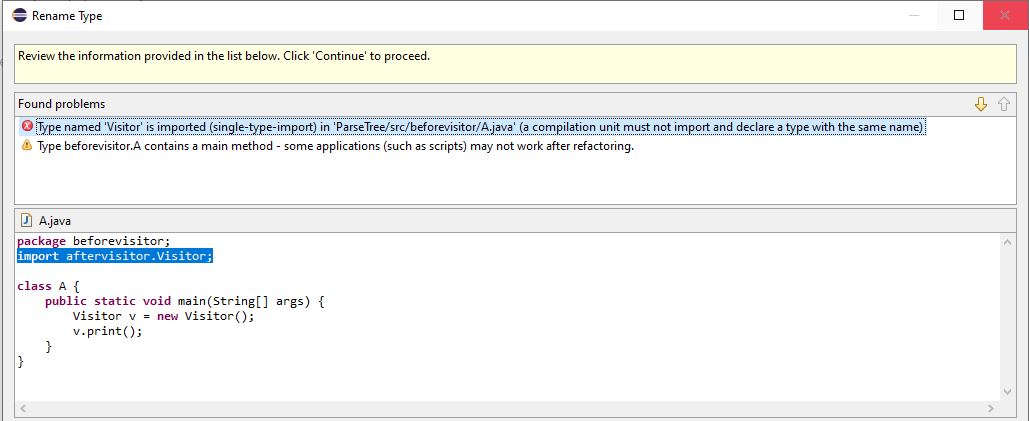 Rename Type
Review the information provided in the list below. Click 'Continue' to proceed.
Found problems
Type named 'Visitor' is imported (single-type-import) in 'ParseTree/src/beforevisitor/A.java' (a compilation unit must not import and declare a type with the same name)
Type beforevisitor.A contains a main method - some applications (such as scripts) may not work after refactoring.
A.java
package beforevisitor;
import aftervisitor.Visitor;
class A {
public static void main(String[] args) {
Visitor v = new Visitor();
v.print();
}
}